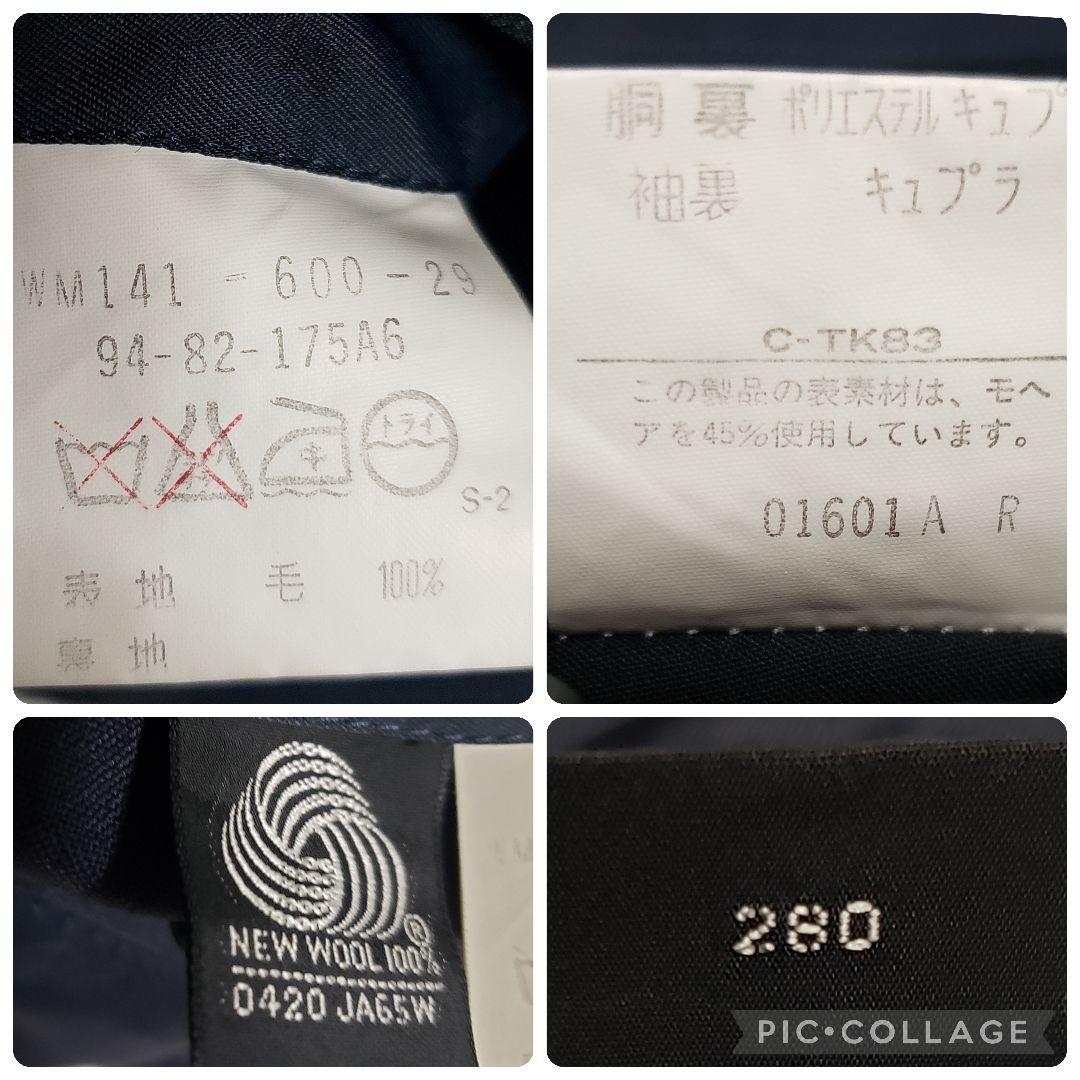 WM141 - 600 - 29
94-82-175A6
ドライ
S-2
表地 毛 100%
裏地
胴裏 ポリエステル キュプ
袖裏 キュプラ
C-TK83
この製品の表素材は、モヘ
アを45%使用しています。
01601A R
®
NEW WOOL 100%
0420 JA65W
280
PIC•COLLAGE